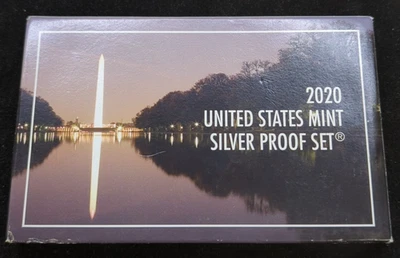 2020
UNITED STATES MINT
SILVER PROOF SET®